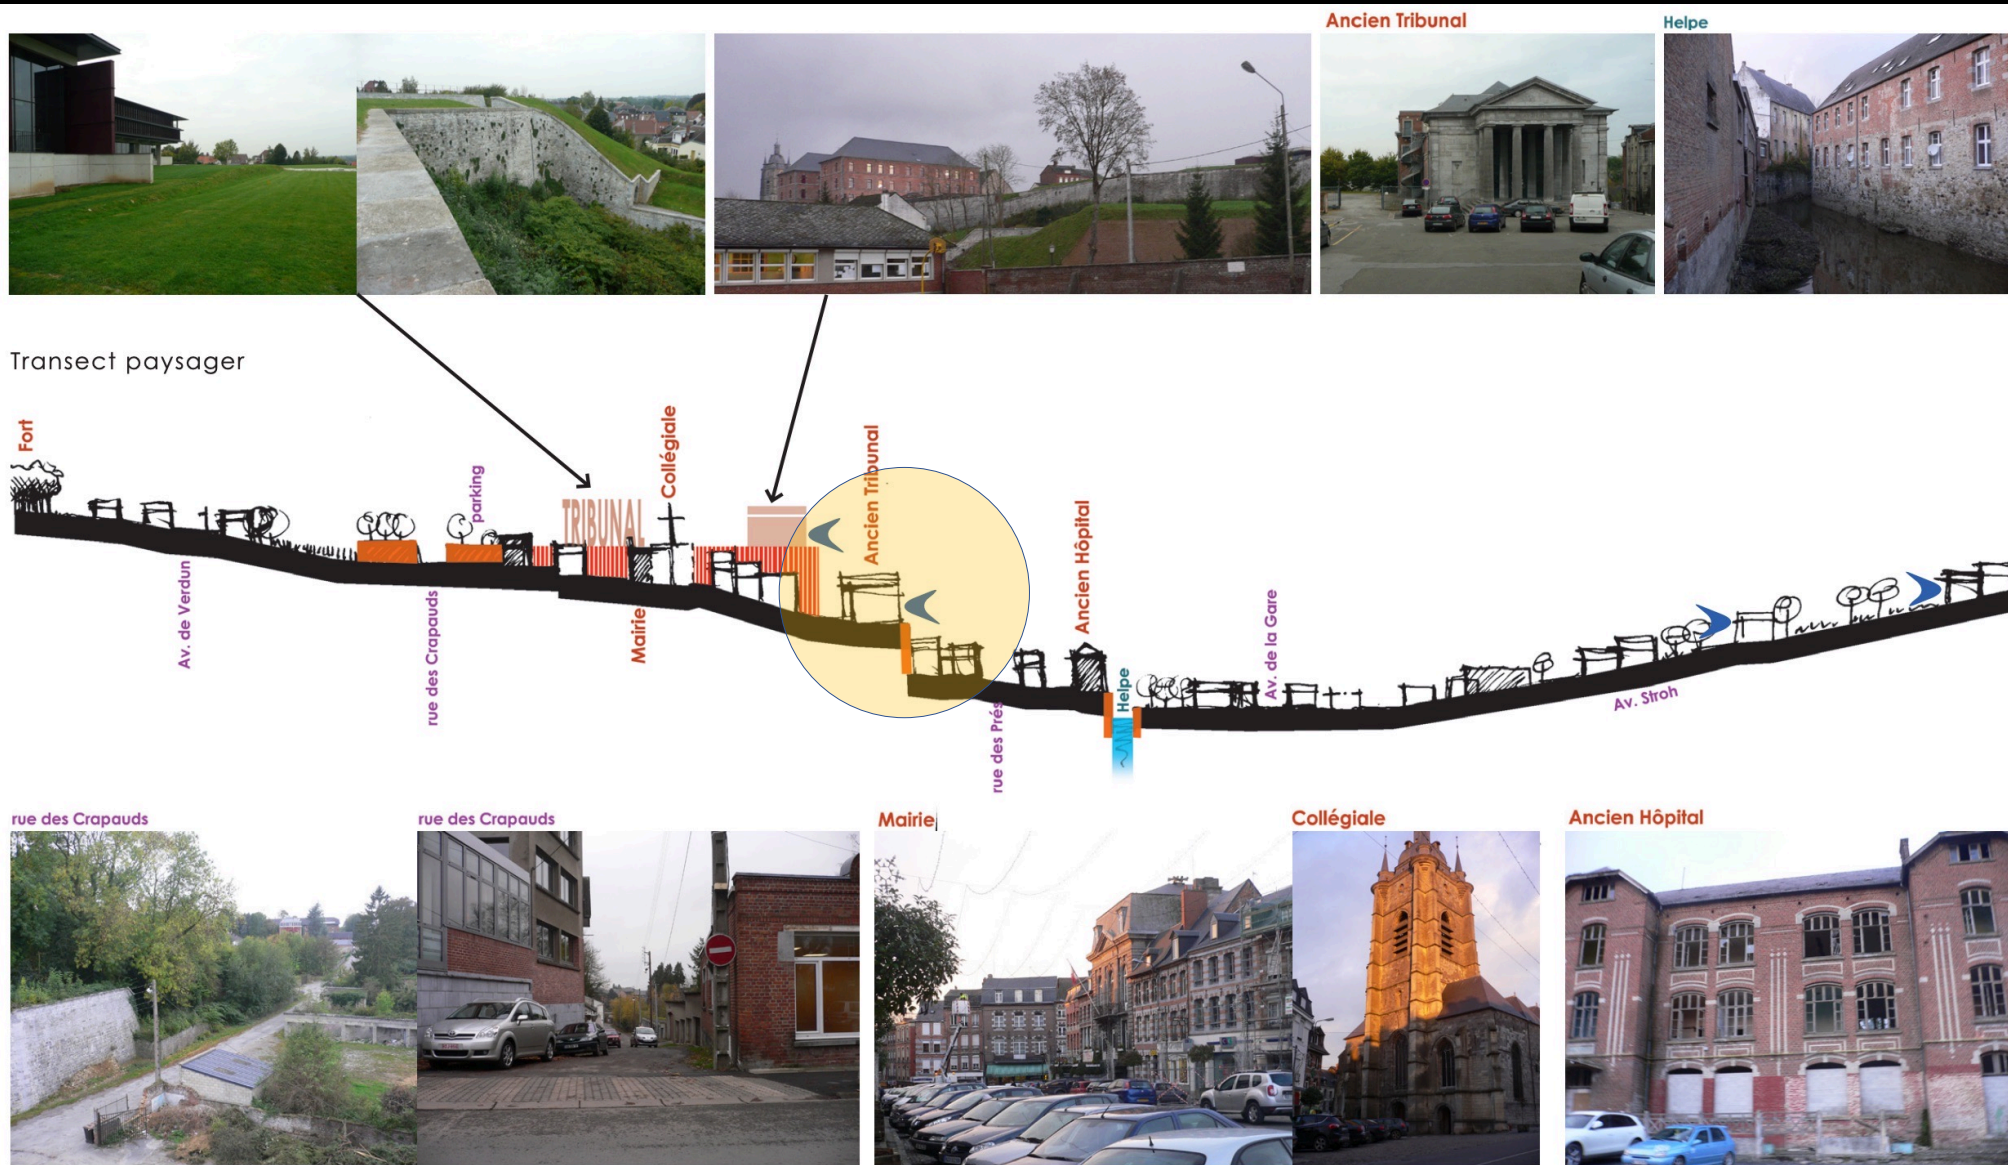 Ancien Tribunal
Helpe
Transect paysager
Fort
Av. de Verdun
rue des Crapauds
parking
TRIBUNAL
Mairie
Collégiale
Ancien Tribunal
rue des Prés
Ancien Hôpital
Helpe
Av. de la Gare
Av. Stroh
rue des Crapauds
rue des Crapauds
Mairie
Collégiale
Ancien Hôpital